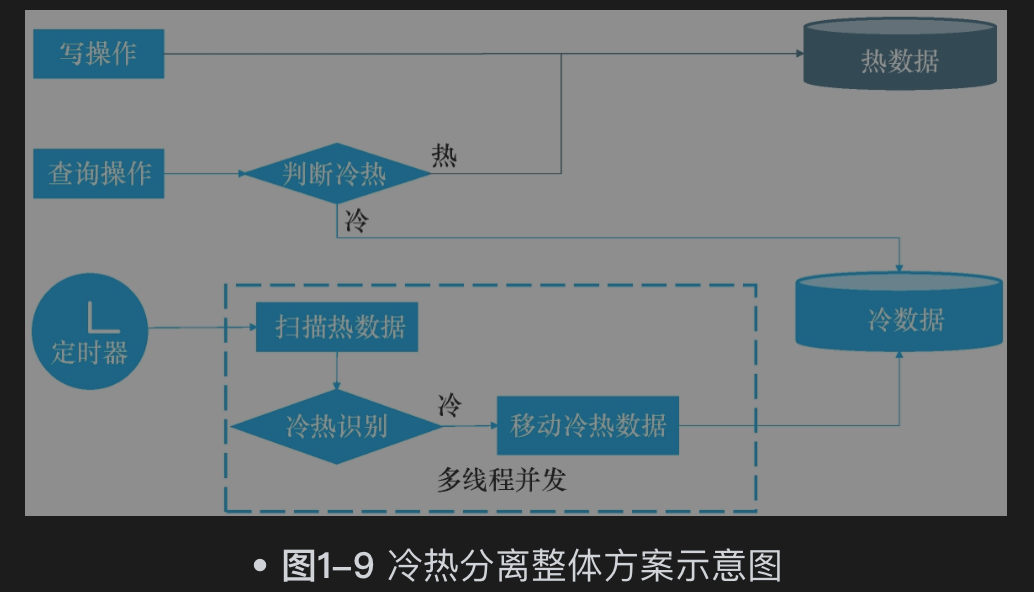 写操作
热数据
查询操作
判断冷热
热
冷
冷数据
定时器
扫描热数据
冷热识别
冷
移动冷热数据
多线程并发
• 图1–9 冷热分离整体方案示意图